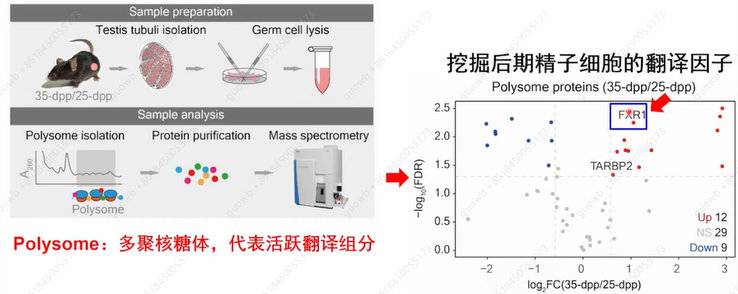 Sample preparation
Testis tubuli isolation
Germ cell lysis
35-dpp/25-dpp
Sample analysis
Polysome isolation
Protein purification
Mass spectrometry
A260
Polysome
Polysome：多聚核糖体，代表活跃翻译组分
挖掘后期精子细胞的翻译因子
Polysome proteins (35-dpp/25-dpp)
−log10(FDR)
2.5
2.0
1.5
1.0
0.5
0.0
FXR1
TARBP2
Up 12
NS 29
Down 9
−2
−1
0
1
2
3
log2FC(35-dpp/25-dpp)